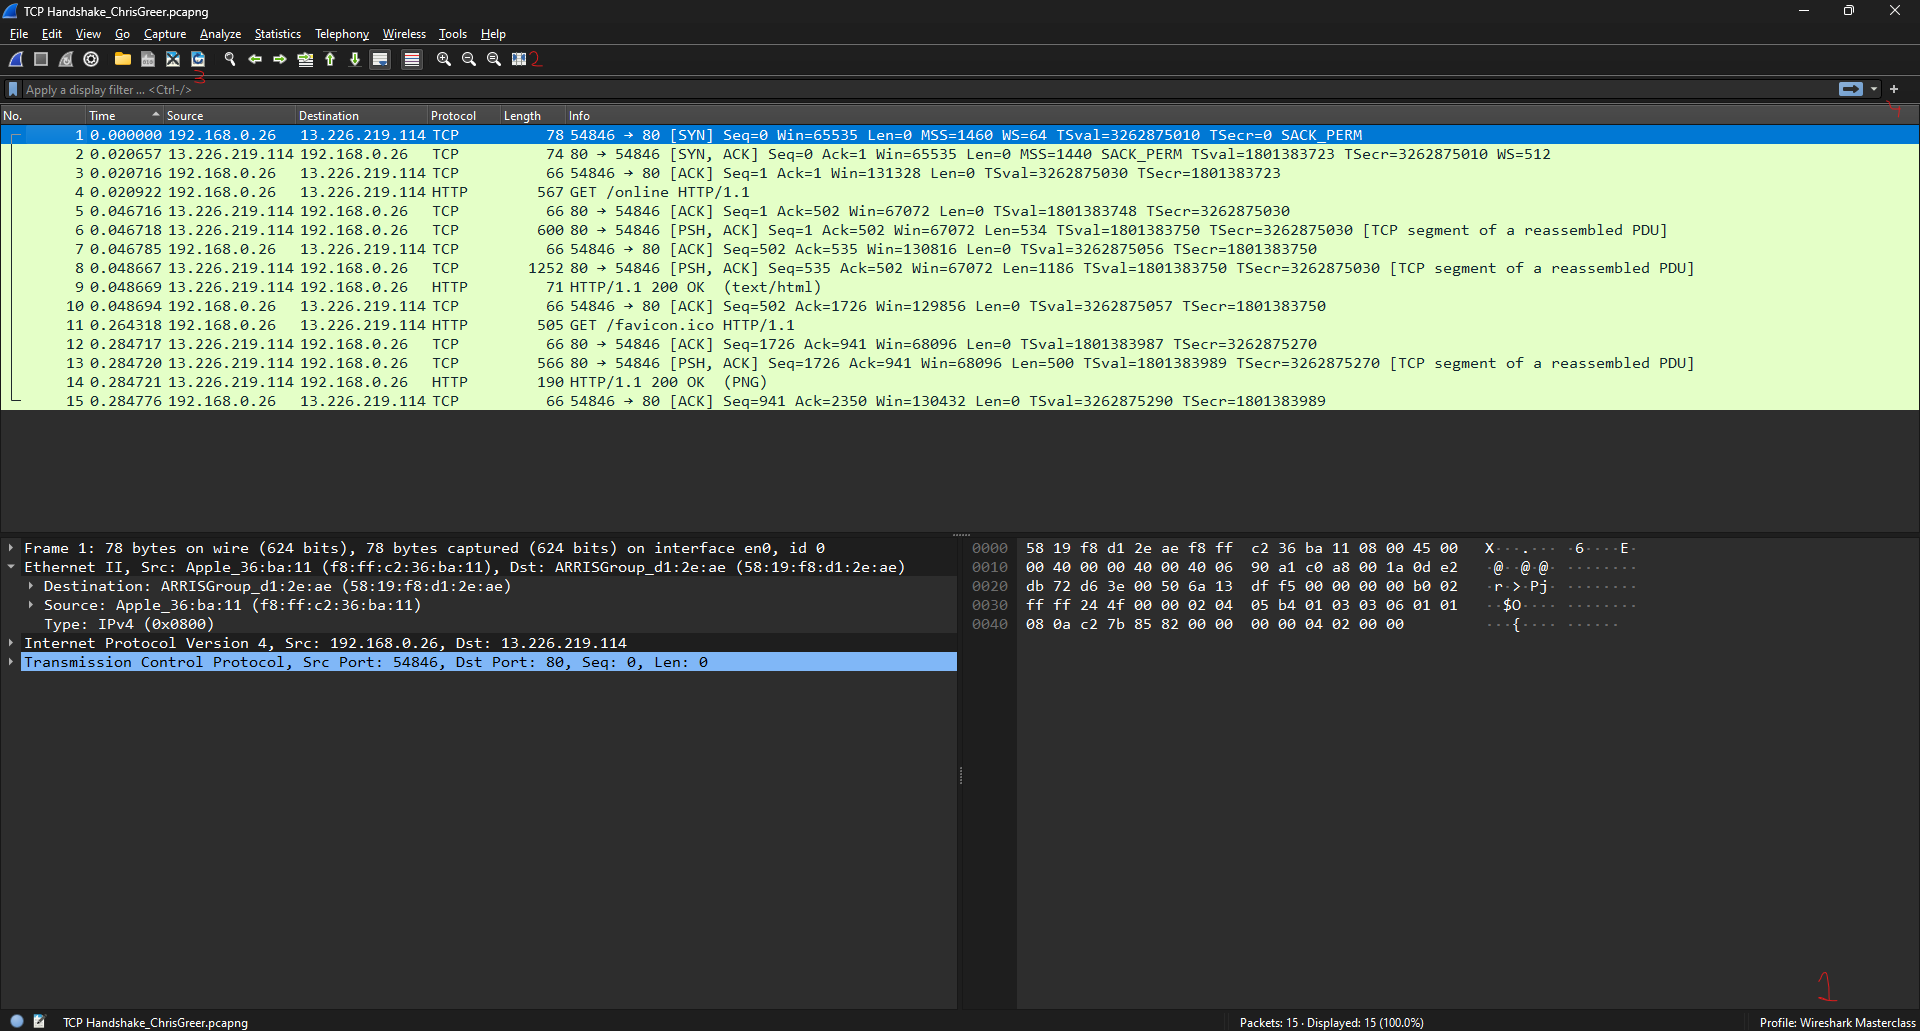 TCP Handshake_ChrisGreer.pcapng
File Edit View Go Capture Analyze Statistics Telephony Wireless Tools Help
2
3
Apply a display filter ... <Ctrl-/>
+
4
No. Time Source Destination Protocol Length Info
1 0.000000 192.168.0.26 13.226.219.114 TCP 78 54846 → 80 [SYN] Seq=0 Win=65535 Len=0 MSS=1460 WS=64 TSval=3262875010 TSecr=0 SACK_PERM
2 0.020657 13.226.219.114 192.168.0.26 TCP 74 80 → 54846 [SYN, ACK] Seq=0 Ack=1 Win=65535 Len=0 MSS=1440 SACK_PERM TSval=1801383723 TSecr=3262875010 WS=512
3 0.020716 192.168.0.26 13.226.219.114 TCP 66 54846 → 80 [ACK] Seq=1 Ack=1 Win=131328 Len=0 TSval=3262875030 TSecr=1801383723
4 0.020922 192.168.0.26 13.226.219.114 HTTP 567 GET /online HTTP/1.1
5 0.046716 13.226.219.114 192.168.0.26 TCP 66 80 → 54846 [ACK] Seq=1 Ack=502 Win=67072 Len=0 TSval=1801383748 TSecr=3262875030
6 0.046718 13.226.219.114 192.168.0.26 TCP 600 80 → 54846 [PSH, ACK] Seq=1 Ack=502 Win=67072 Len=534 TSval=1801383750 TSecr=3262875030 [TCP segment of a reassembled PDU]
7 0.046785 192.168.0.26 13.226.219.114 TCP 66 54846 → 80 [ACK] Seq=502 Ack=535 Win=130816 Len=0 TSval=3262875056 TSecr=1801383750
8 0.048667 13.226.219.114 192.168.0.26 TCP 1252 80 → 54846 [PSH, ACK] Seq=535 Ack=502 Win=67072 Len=1186 TSval=1801383750 TSecr=3262875030 [TCP segment of a reassembled PDU]
9 0.048669 13.226.219.114 192.168.0.26 HTTP 71 HTTP/1.1 200 OK (text/html)
10 0.048694 192.168.0.26 13.226.219.114 TCP 66 54846 → 80 [ACK] Seq=502 Ack=1726 Win=129856 Len=0 TSval=3262875057 TSecr=1801383750
11 0.264318 192.168.0.26 13.226.219.114 HTTP 505 GET /favicon.ico HTTP/1.1
12 0.284717 13.226.219.114 192.168.0.26 TCP 66 80 → 54846 [ACK] Seq=1726 Ack=941 Win=68096 Len=0 TSval=1801383987 TSecr=3262875270
13 0.284720 13.226.219.114 192.168.0.26 TCP 566 80 → 54846 [PSH, ACK] Seq=1726 Ack=941 Win=68096 Len=500 TSval=1801383989 TSecr=3262875270 [TCP segment of a reassembled PDU]
14 0.284721 13.226.219.114 192.168.0.26 HTTP 190 HTTP/1.1 200 OK (PNG)
15 0.284776 192.168.0.26 13.226.219.114 TCP 66 54846 → 80 [ACK] Seq=941 Ack=2350 Win=130432 Len=0 TSval=3262875290 TSecr=1801383989
Frame 1: 78 bytes on wire (624 bits), 78 bytes captured (624 bits) on interface en0, id 0
Ethernet II, Src: Apple_36:ba:11 (f8:ff:c2:36:ba:11), Dst: ARRISGroup_d1:2e:ae (58:19:f8:d1:2e:ae)
Destination: ARRISGroup_d1:2e:ae (58:19:f8:d1:2e:ae)
Source: Apple_36:ba:11 (f8:ff:c2:36:ba:11)
Type: IPv4 (0x0800)
Internet Protocol Version 4, Src: 192.168.0.26, Dst: 13.226.219.114
Transmission Control Protocol, Src Port: 54846, Dst Port: 80, Seq: 0, Len: 0
0000 58 19 f8 d1 2e ae f8 ff c2 36 ba 11 08 00 45 00 X···.··· ·6····E·
0010 00 40 00 00 40 00 40 06 90 a1 c0 a8 00 1a 0d e2 ·@··@·@· ········
0020 db 72 d6 3e 00 50 6a 13 df f5 00 00 00 00 b0 02 ·r·>·Pj· ········
0030 ff ff 24 4f 00 00 02 04 05 b4 01 03 03 06 01 01 ··$O···· ········
0040 08 0a c2 7b 85 82 00 00 00 00 04 02 00 00 ···{···· ······
1
TCP Handshake_ChrisGreer.pcapng
Packets: 15 · Displayed: 15 (100.0%)
Profile: Wireshark Masterclass